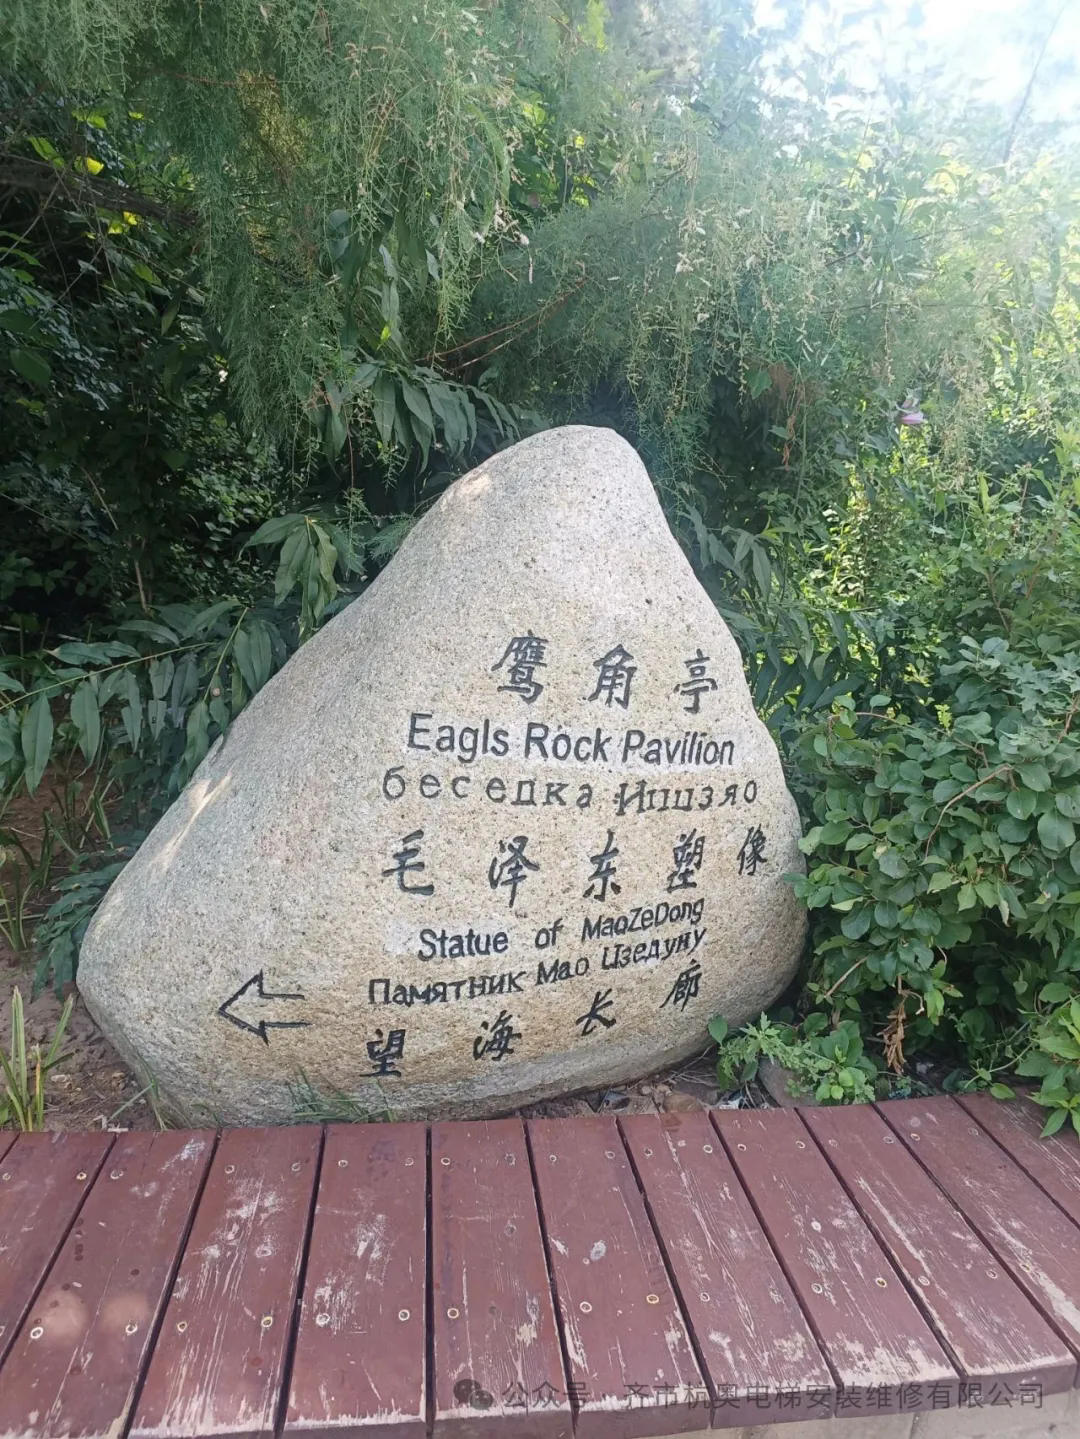 鹰角亭
Eagls Rock Pavilion
беседка Инцзяо
毛泽东塑像
Statue of MaoZeDong
Памятник Мао Цзедуну
望海长廊
公众号·齐市杭奥电梯安装维修有限公司